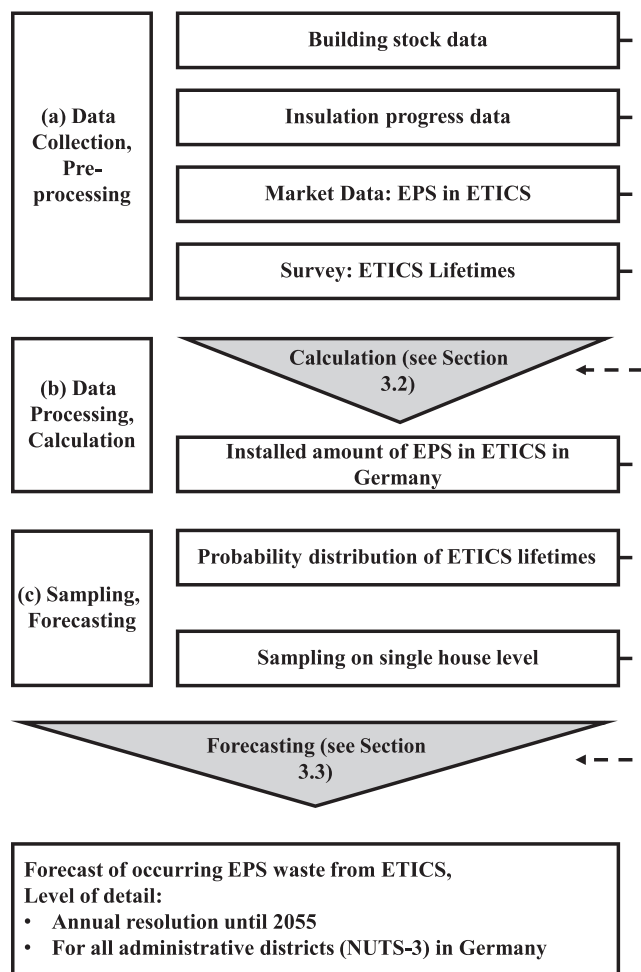 (a) Data
Collection,
Pre-
processing
Building stock data
Insulation progress data
Market Data: EPS in ETICS
Survey: ETICS Lifetimes
(b) Data
Processing,
Calculation
Calculation (see Section
3.2)
Installed amount of EPS in ETICS in
Germany
(c) Sampling,
Forecasting
Probability distribution of ETICS lifetimes
Sampling on single house level
Forecasting (see Section
3.3)
Forecast of occurring EPS waste from ETICS,
Level of detail:
• Annual resolution until 2055
• For all administrative districts (NUTS-3) in Germany